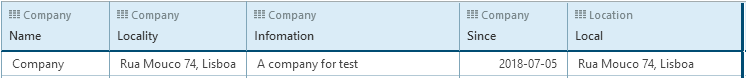 Company Company Company Company Location
Name Locality Infomation Since Local
Company Rua Mouco 74, Lisboa A company for test 2018-07-05 Rua Mouco 74, Lisboa